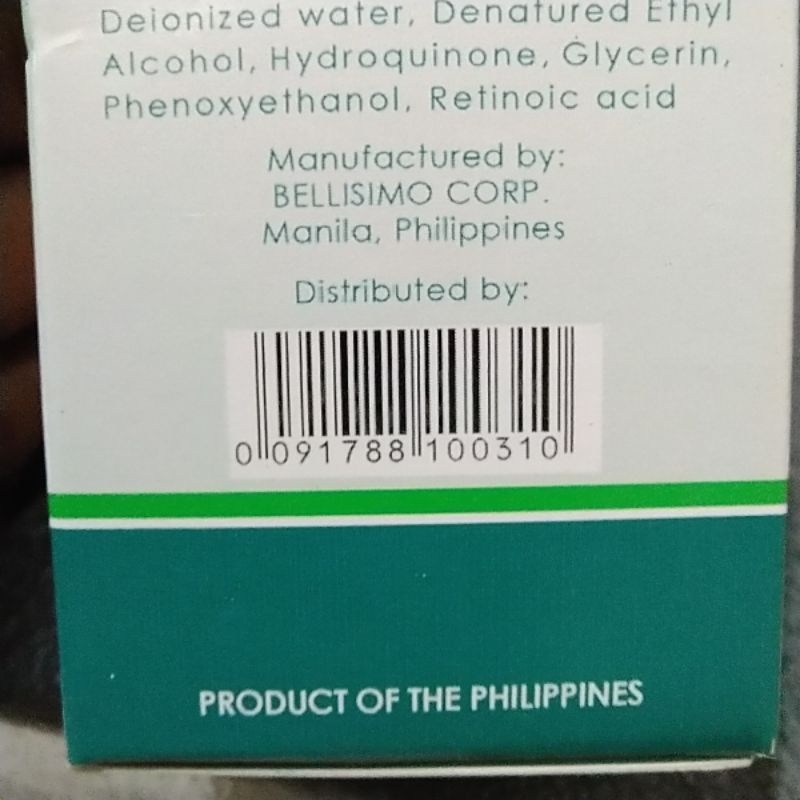 Deionized water, Denatured Ethyl
Alcohol, Hydroquinone, Glycerin,
Phenoxyethanol, Retinoic acid
Manufactured by:
BELLISIMO CORP.
Manila, Philippines
Distributed by:
0 091788 100310
PRODUCT OF THE PHILIPPINES